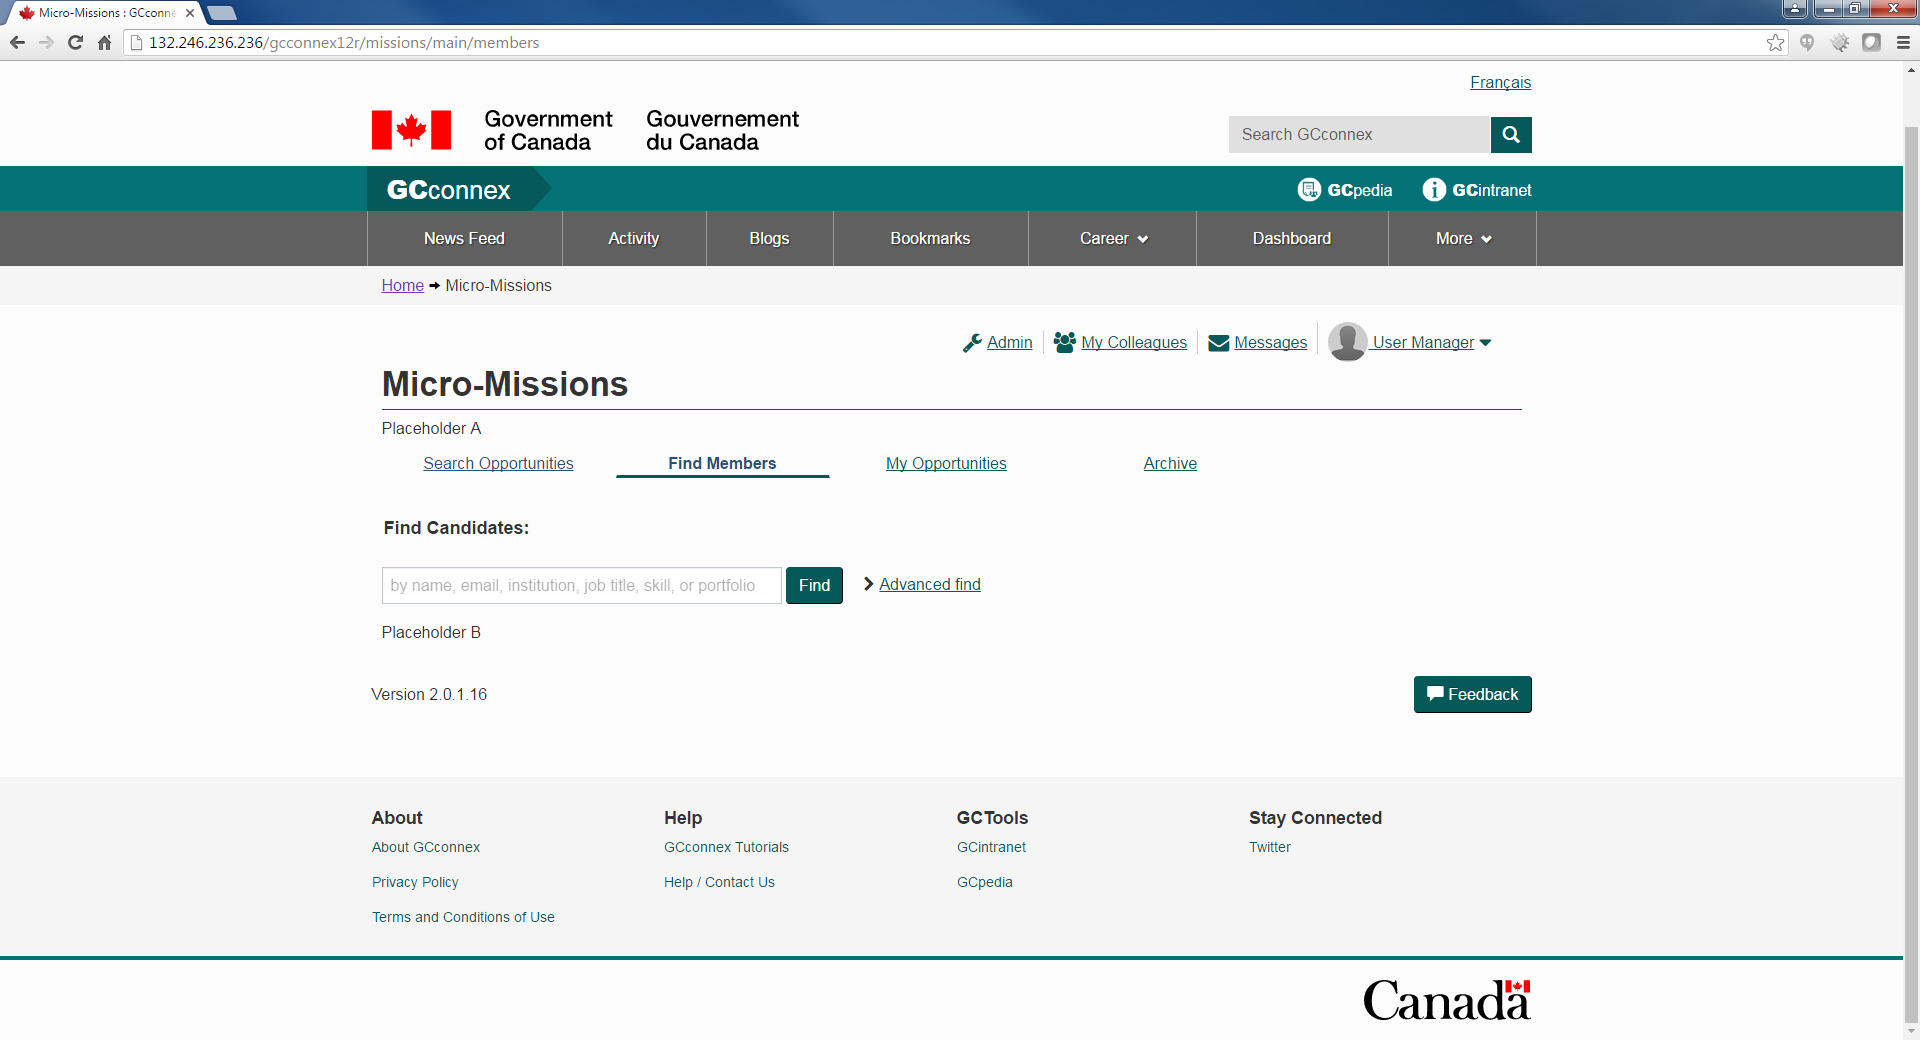 Micro-Missions : GCconne
132.246.236.236/gcconnex12r/missions/main/members
Français
Government of Canada
Gouvernement du Canada
Search GCconnex
GCconnex
GCpedia
GCintranet
News Feed
Activity
Blogs
Bookmarks
Career
Dashboard
More
Home
Micro-Missions
Admin
My Colleagues
Messages
User Manager
Micro-Missions
Placeholder A
Search Opportunities
Find Members
My Opportunities
Archive
Find Candidates:
by name, email, institution, job title, skill, or portfolio
Find
Advanced find
Placeholder B
Version 2.0.1.16
Feedback
About
About GCconnex
Privacy Policy
Terms and Conditions of Use
Help
GCconnex Tutorials
Help / Contact Us
GCTools
GCintranet
GCpedia
Stay Connected
Twitter
Canada